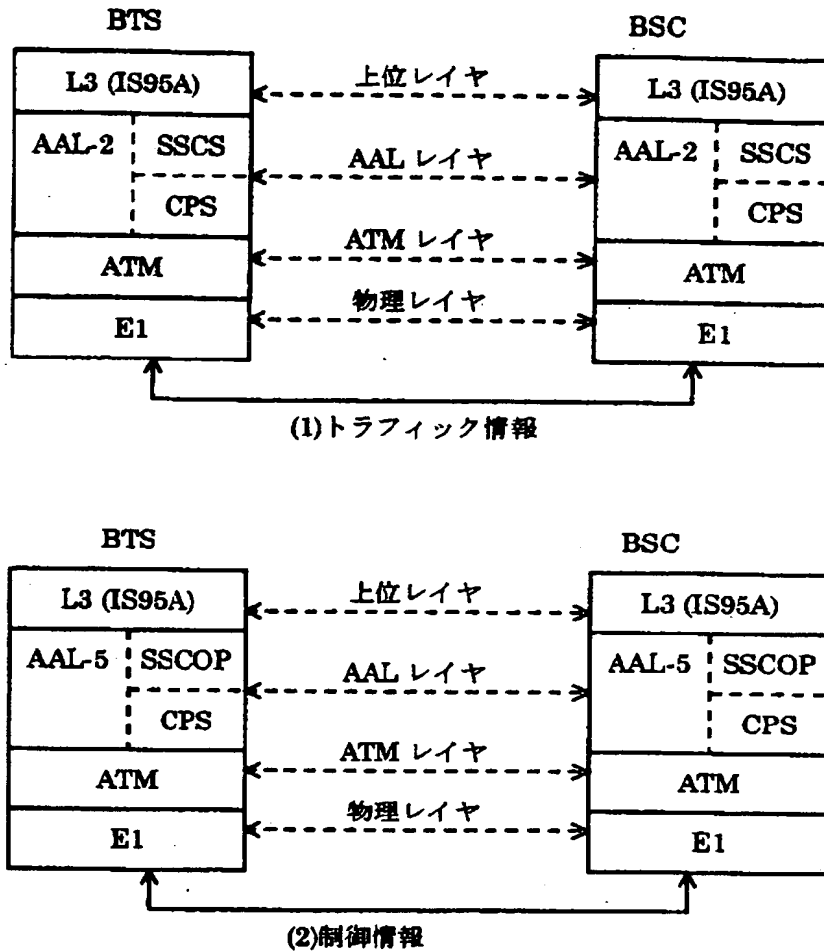 BTS
BSC
L3 (IS95A)
上位レイヤ
L3 (IS95A)
AAL-2
SSCS
AAL レイヤ
AAL-2
SSCS
CPS
CPS
ATM
ATM レイヤ
ATM
E1
物理レイヤ
E1
(1)トラフィック情報
BTS
BSC
L3 (IS95A)
上位レイヤ
L3 (IS95A)
AAL-5
SSCOP
AAL レイヤ
AAL-5
SSCOP
CPS
CPS
ATM
ATM レイヤ
ATM
E1
物理レイヤ
E1
(2)制御情報